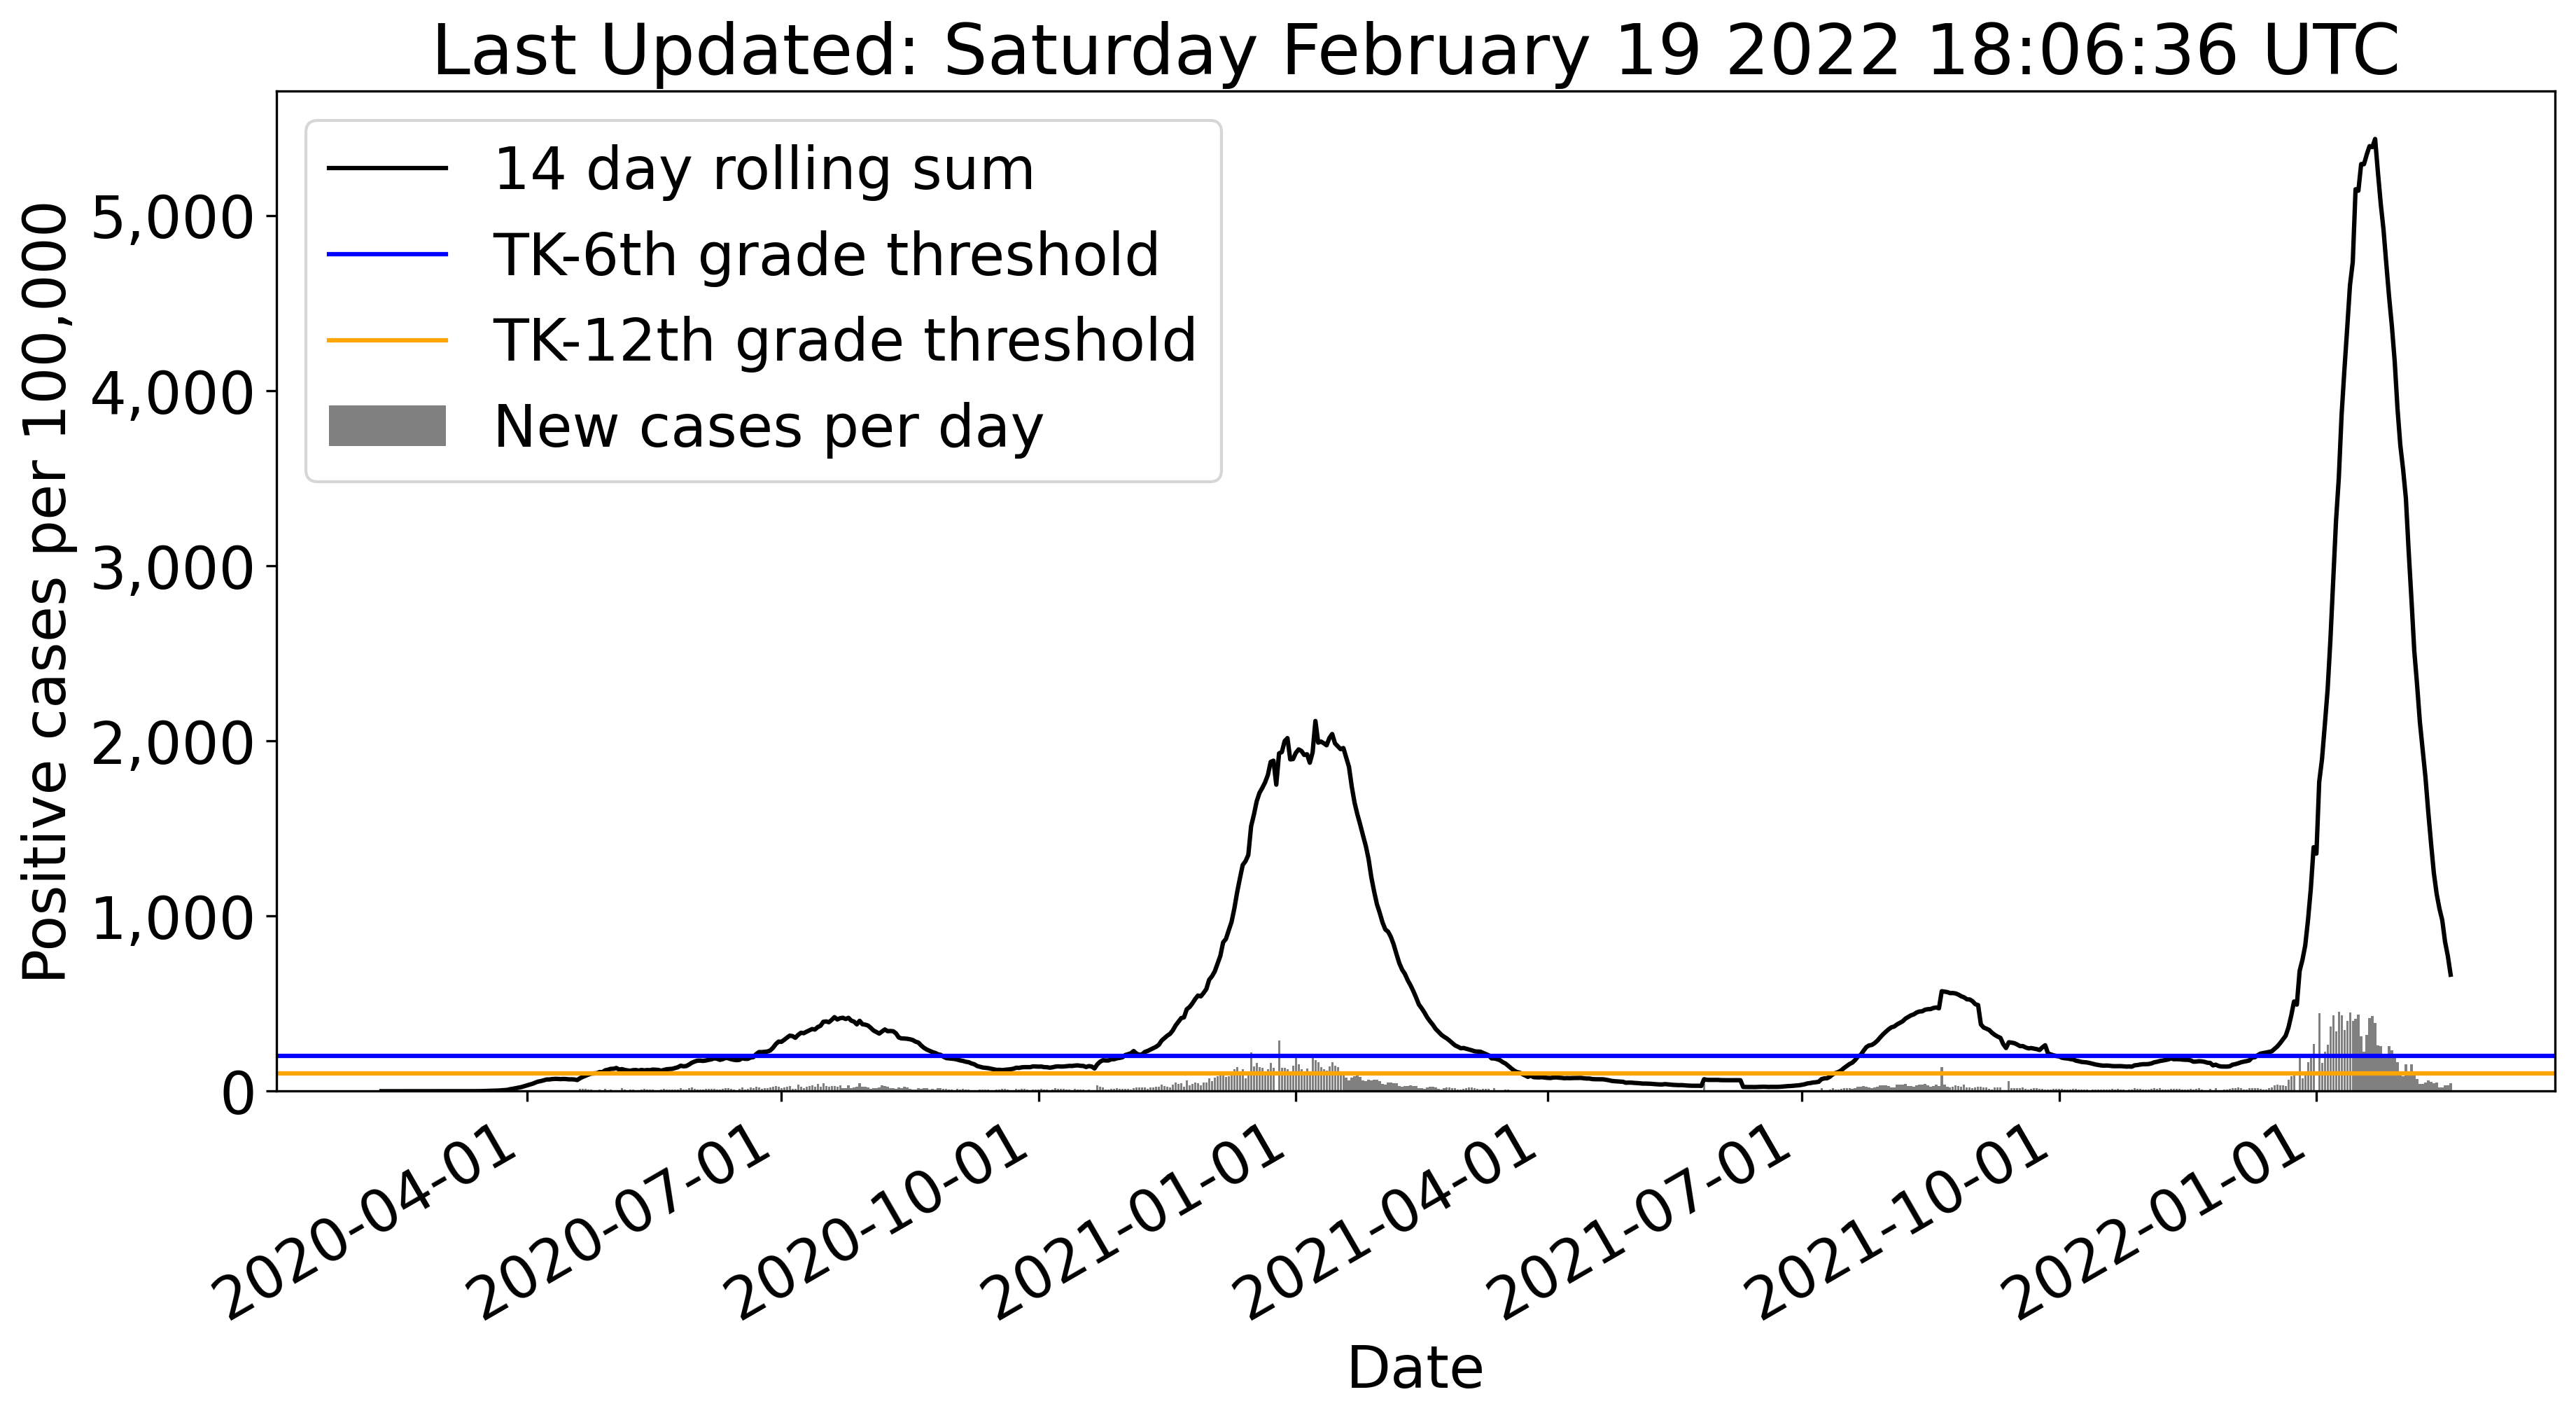 Last Updated: Saturday February 19 2022 18:06:36 UTC
14 day rolling sum
TK-6th grade threshold
TK-12th grade threshold
New cases per day
Positive cases per 100,000
5,000
4,000
3,000
2,000
1,000
0
2020-04-01
2020-07-01
2020-10-01
2021-01-01
2021-04-01
2021-07-01
2021-10-01
2022-01-01
Date